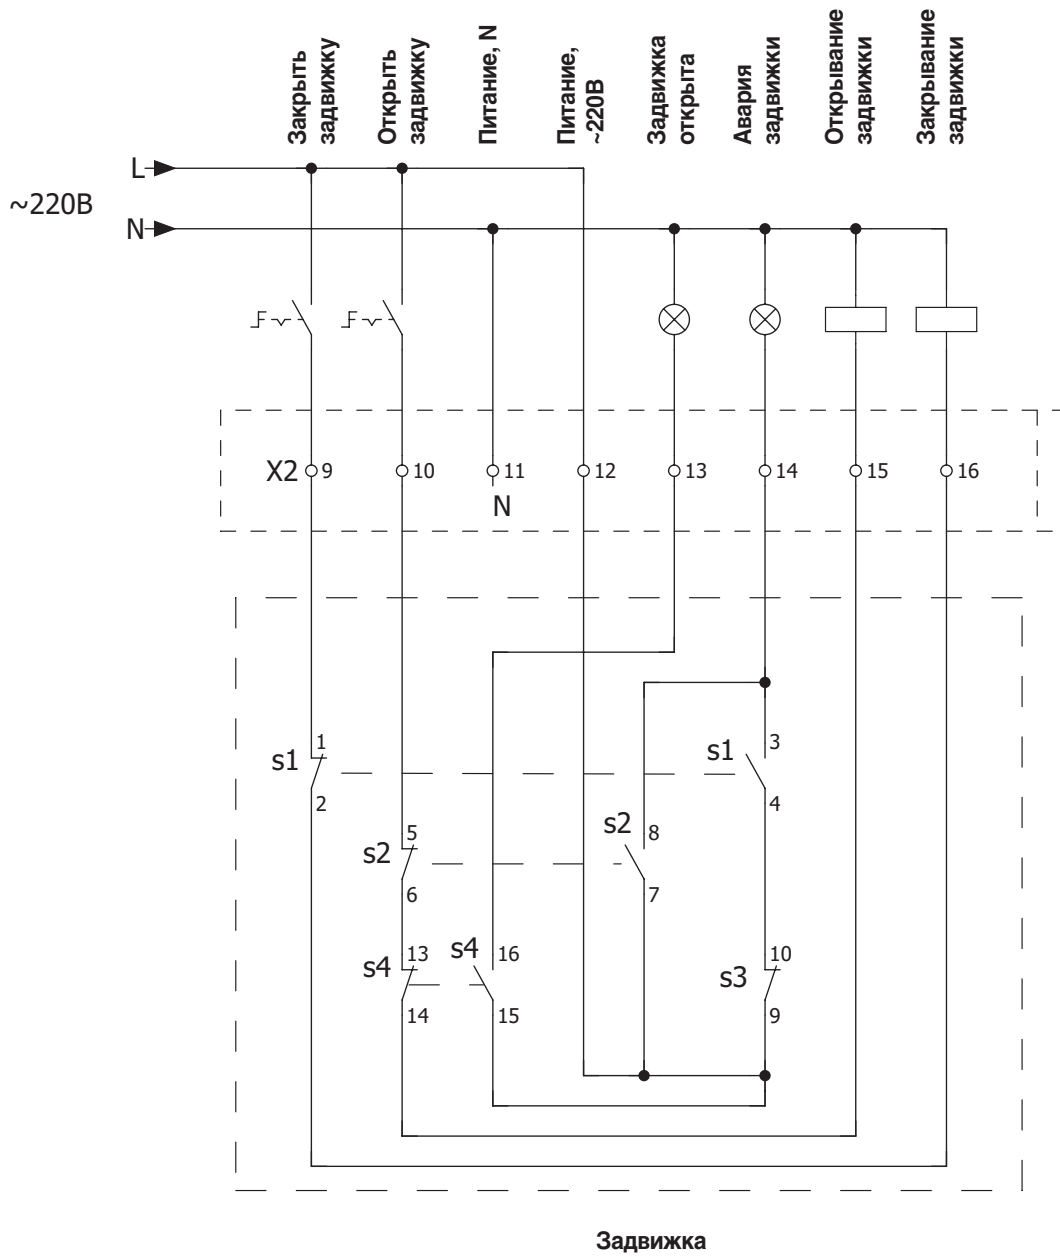 Закрыть
задвижку
Открыть
задвижку
Питание, N
Питание,
~220В
Задвижка
открыта
Авария
задвижки
Открывание
задвижки
Закрывание
задвижки
L
~220В
N
X2 9 10 11 12 13 14 15 16
N
s1 1 2
s1 3 4
s2 5 6
s2 8 7
s4 13 14
s4 16 15
s3 10 9
Задвижка